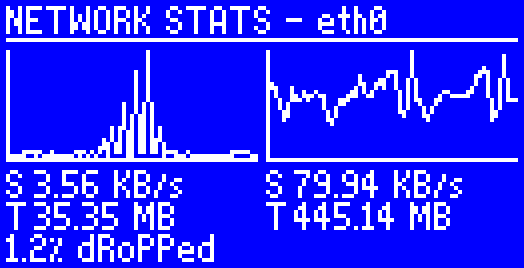 NETWORK STATS - eth0
S 3.56 KB/s S 79.94 KB/s
T 35.35 MB T 445.14 MB
1.2% dRoPPed